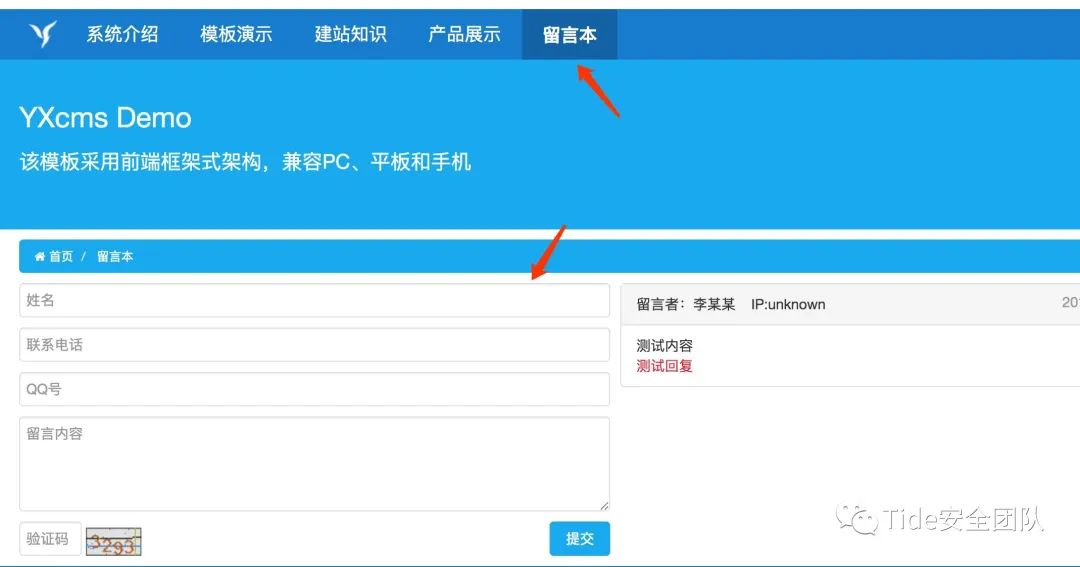 系统介绍 模板演示 建站知识 产品展示 留言本
YXcms Demo
该模板采用前端框架式架构，兼容PC、平板和手机
首页 / 留言本
姓名
联系电话
QQ号
留言内容
验证码 3293
提交
留言者：李某某 IP:unknown 20
测试内容
测试回复
Tide安全团队